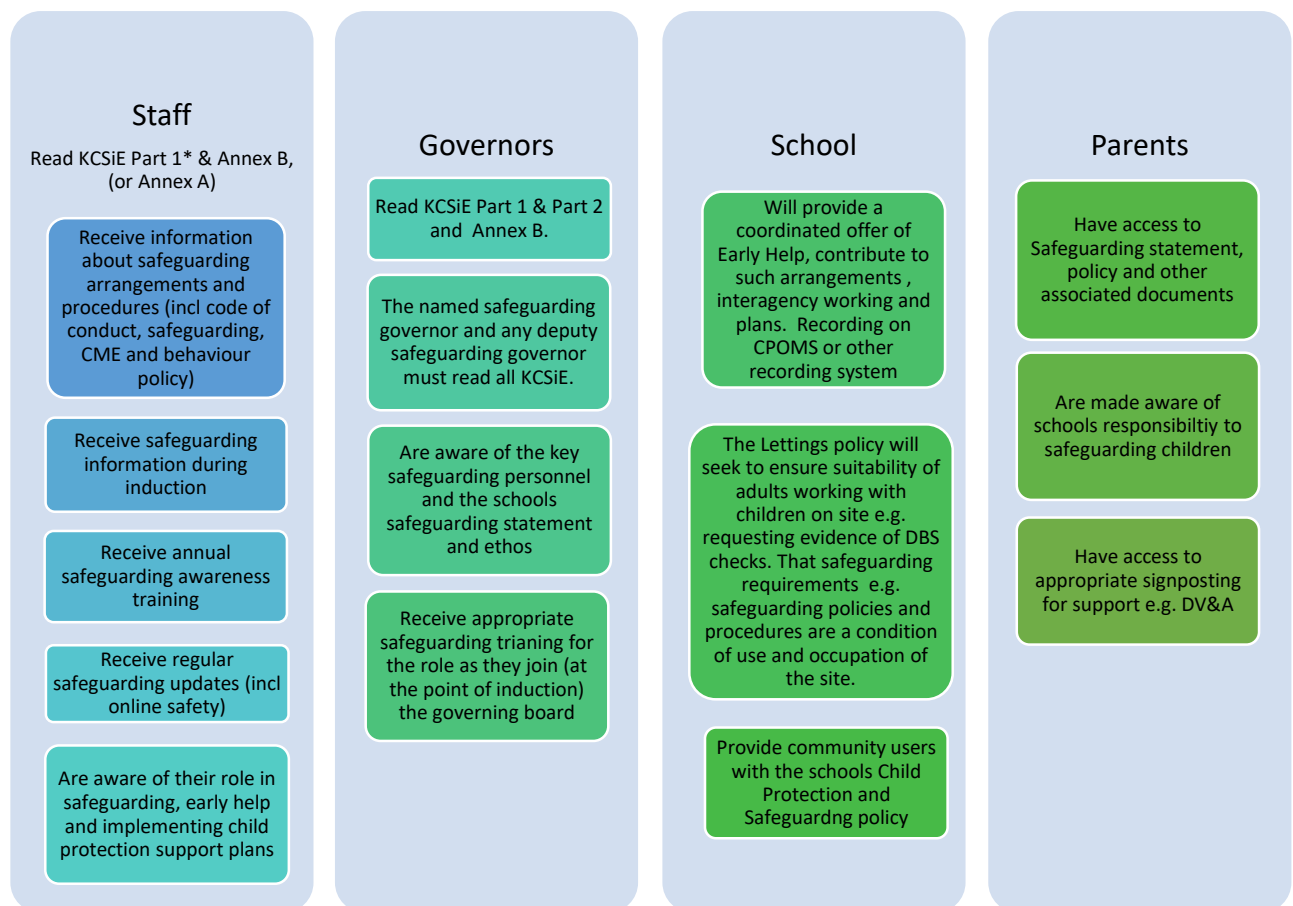 Staff
Read KCSiE Part 1* & Annex B,
(or Annex A)
Receive information
about safeguarding
arrangements and
procedures (incl code of
conduct, safeguarding,
CME and behaviour
policy)
Receive safeguarding
information during
induction
Receive annual
safeguarding awareness
training
Receive regular
safeguarding updates (incl
online safety)
Are aware of their role in
safeguarding, early help
and implementing child
protection support plans
Governors
Read KCSiE Part 1 & Part 2
and Annex B.
The named safeguarding
governor and any deputy
safeguarding governor
must read all KCSiE.
Are aware of the key
safeguarding personnel
and the schools
safeguarding statement
and ethos
Receive appropriate
safeguarding trianing for
the role as they join (at
the point of induction)
the governing board
School
Will provide a
coordinated offer of
Early Help, contribute to
such arrangements ,
interagency working and
plans. Recording on
CPOMS or other
recording system
The Lettings policy will
seek to ensure suitability of
adults working with
children on site e.g.
requesting evidence of DBS
checks. That safeguarding
requirements e.g.
safeguarding policies and
procedures are a condition
of use and occupation of
the site.
Provide community users
with the schools Child
Protection and
Safeguardng policy
Parents
Have access to
Safeguarding statement,
policy and other
associated documents
Are made aware of
schools responsibiltiy to
safeguarding children
Have access to
appropriate signposting
for support e.g. DV&A